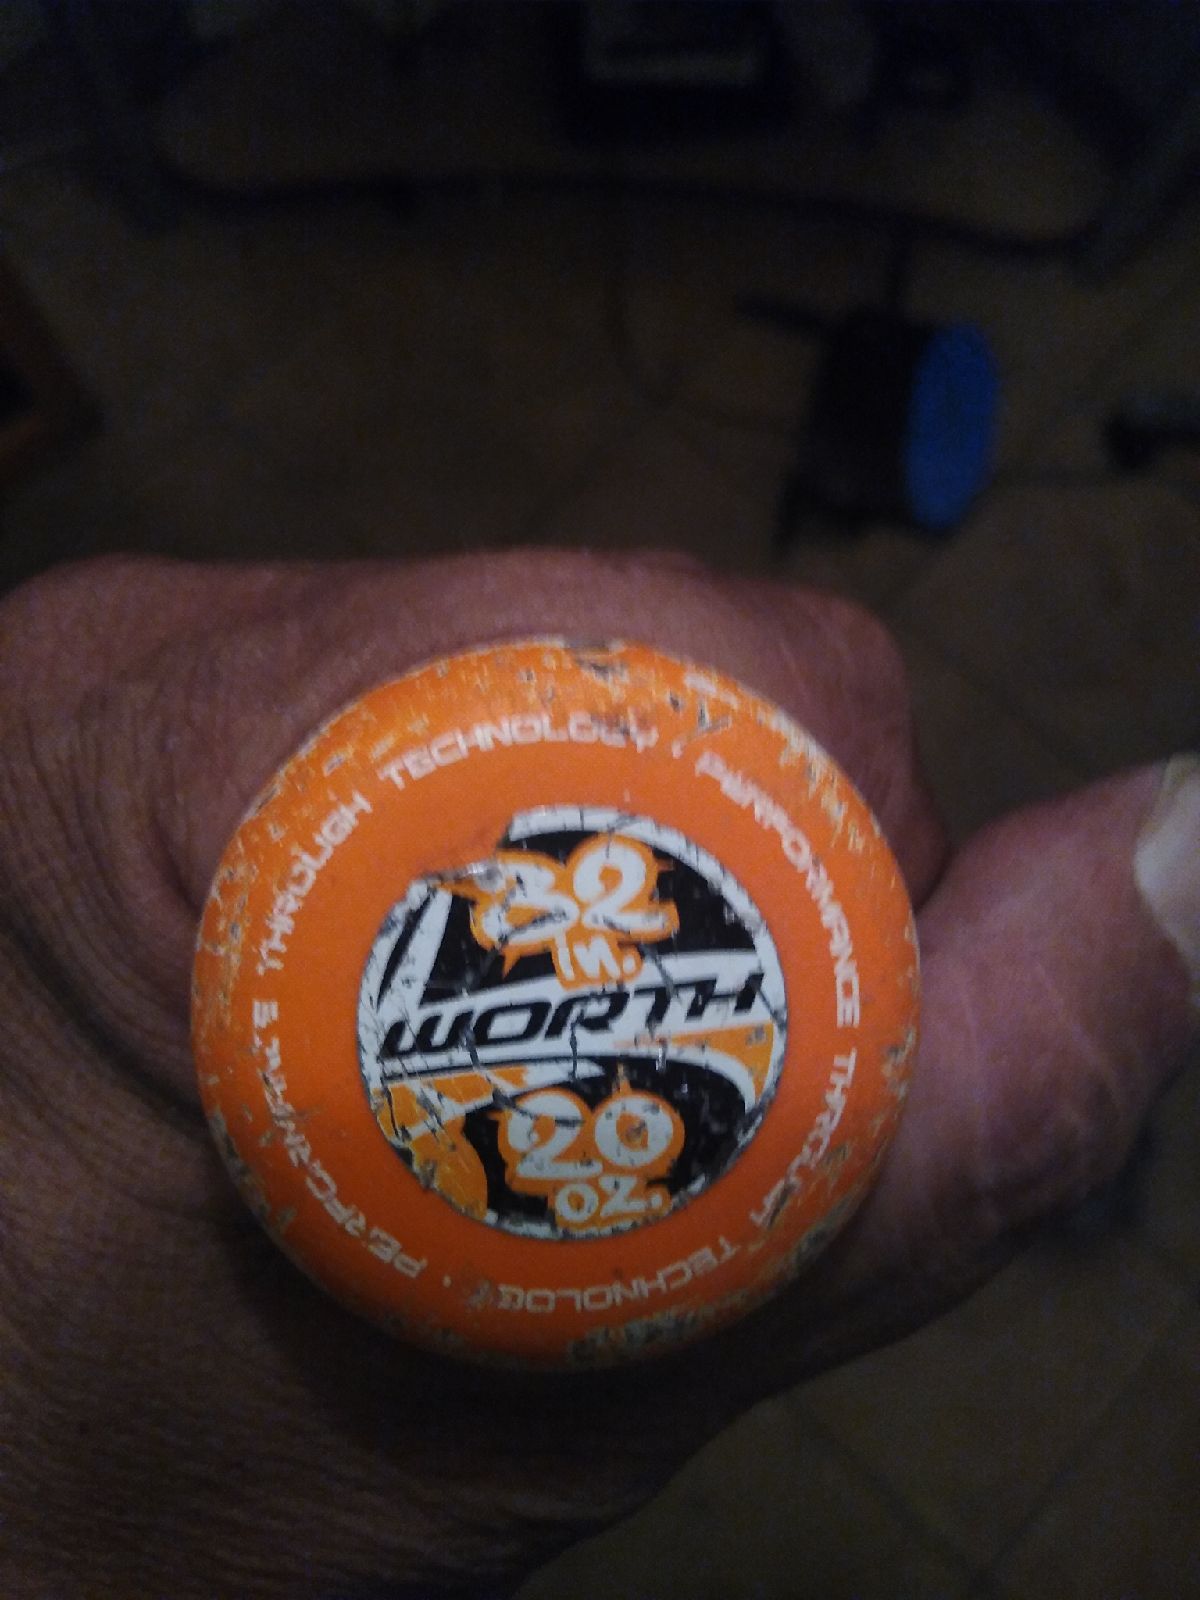 32
in.
WORTH
20
oz.
PERFORMANCE THROUGH TECHNOLOGY · PERFORMANCE THROUGH TECHNOLOGY ·